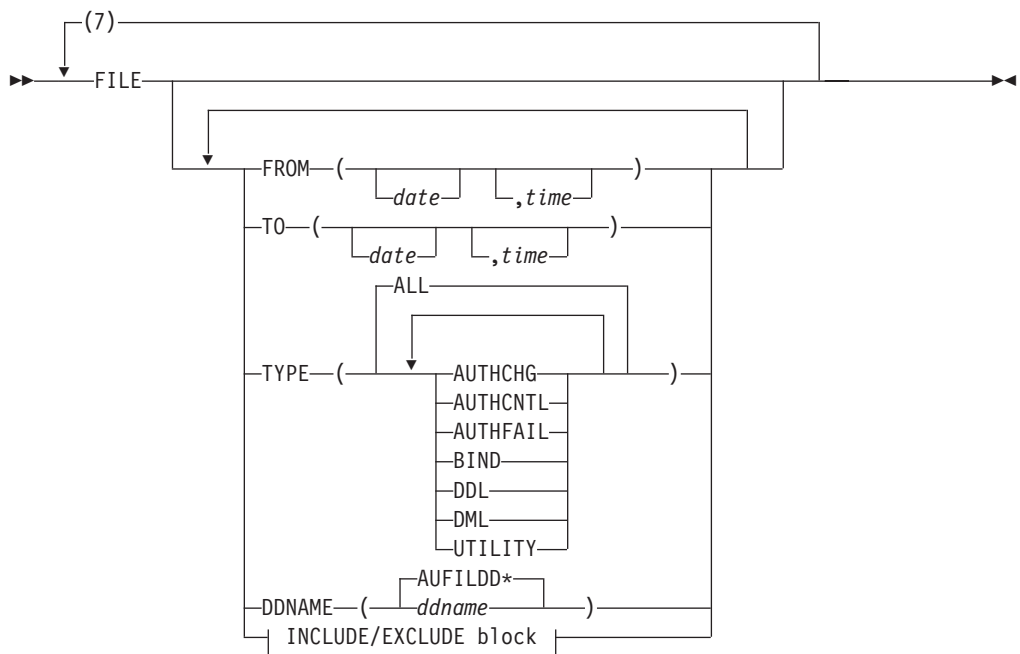 (7)
FILE
FROM ( date ,time )
TO ( date ,time )
ALL
TYPE ( AUTHCHG )
AUTHCNTL
AUTHFAIL
BIND
DDL
DML
UTILITY
AUFILDD*
DDNAME ( ddname )
INCLUDE/EXCLUDE block